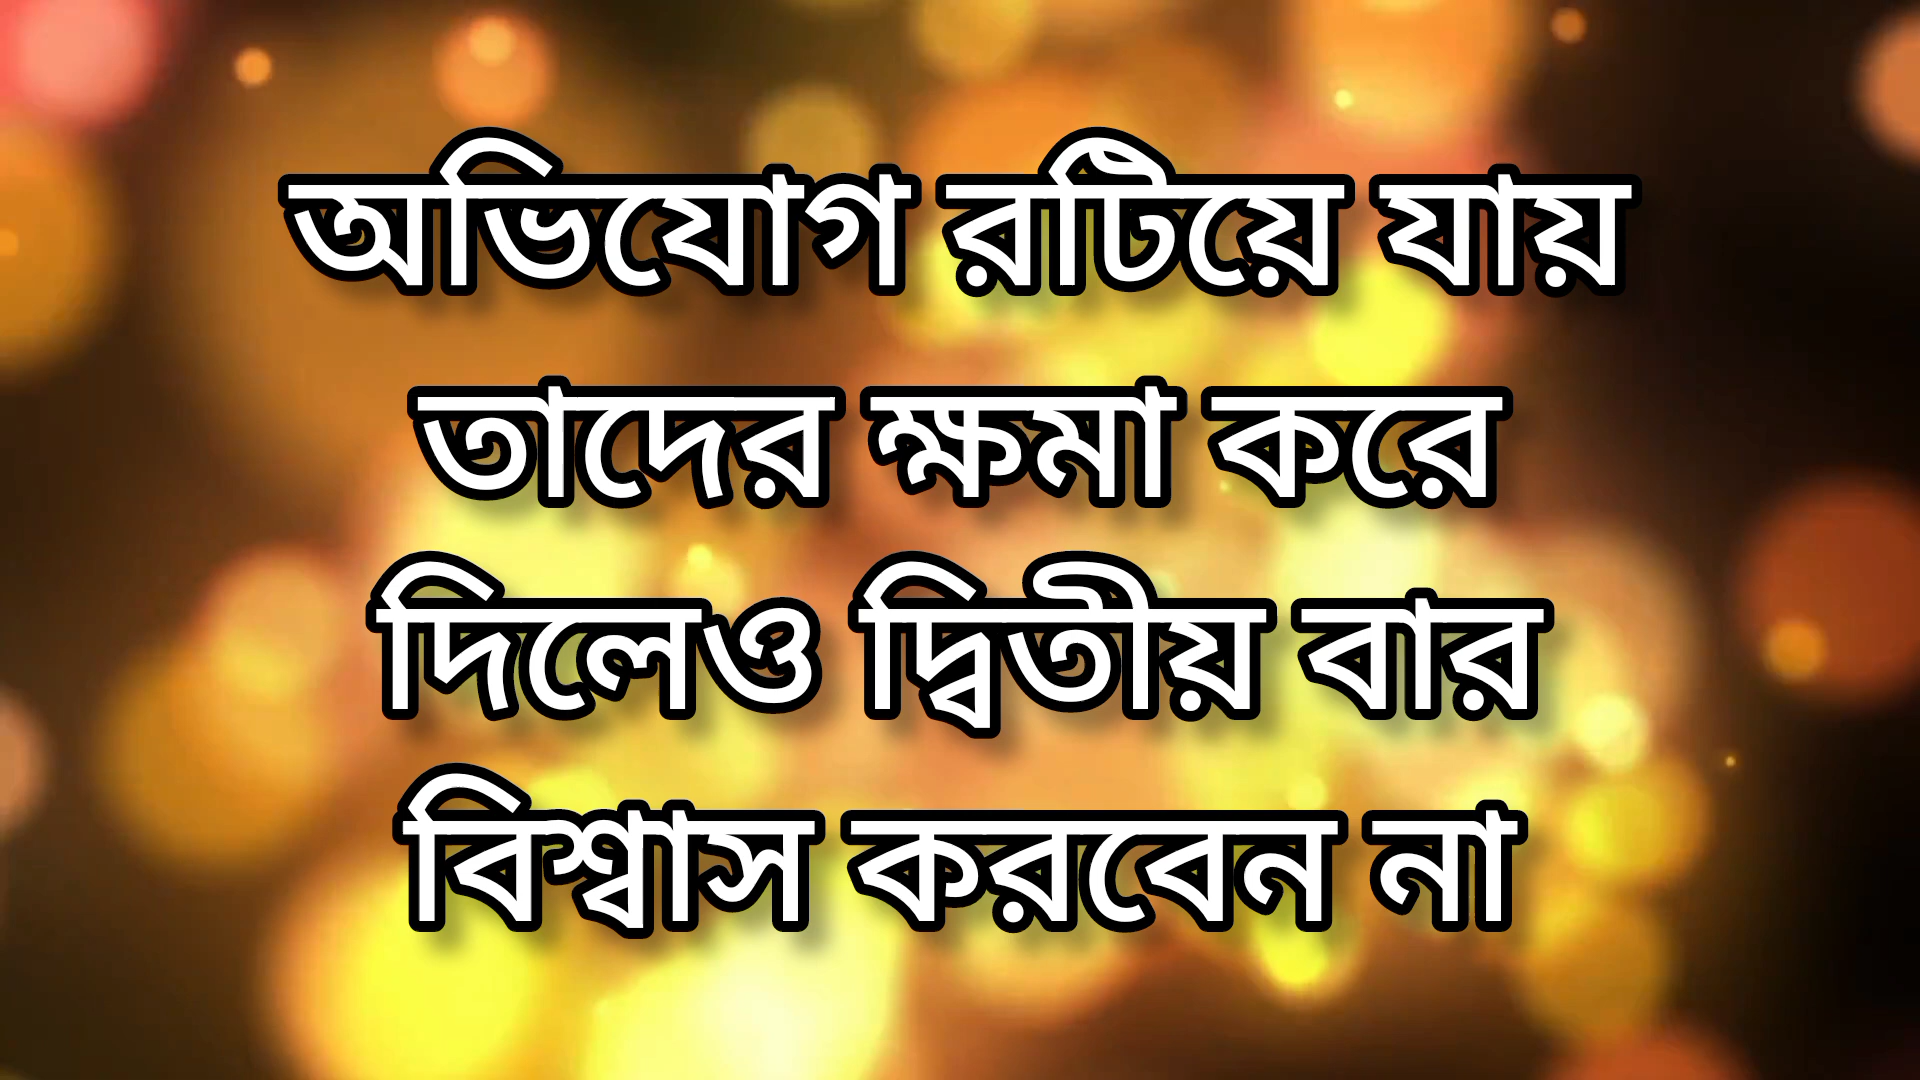 অভিযোগ রটিয়ে যায়
তাদের ক্ষমা করে
দিলেও দ্বিতীয় বার
বিশ্বাস করবেন না